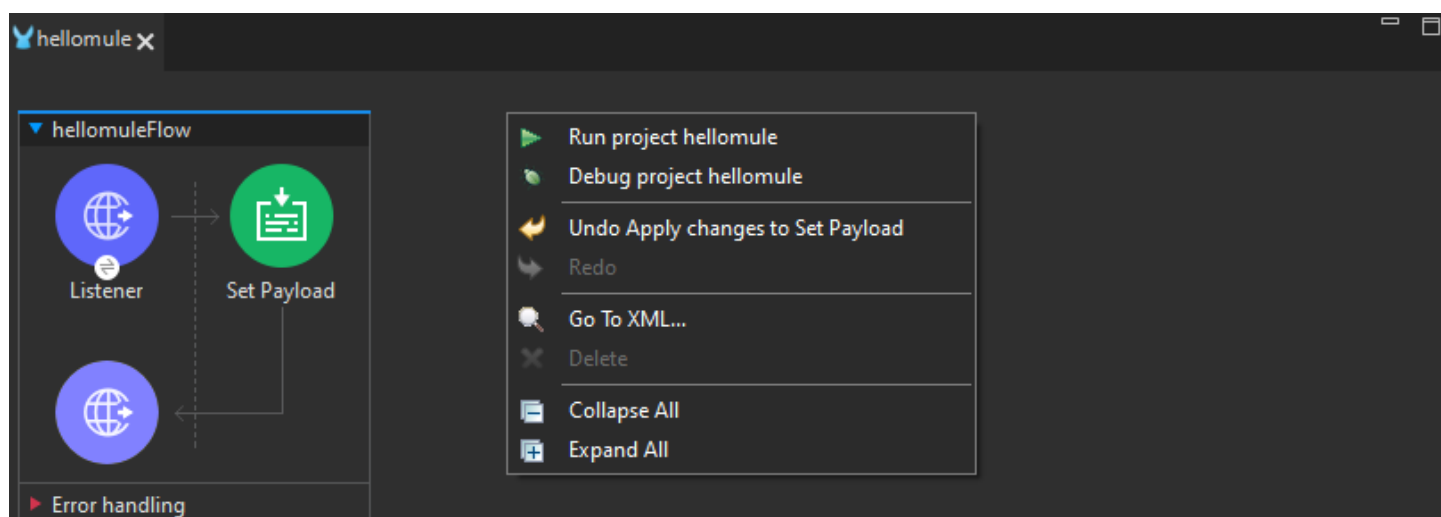 hellomule
hellomuleFlow
Listener
Set Payload
Error handling
Run project hellomule
Debug project hellomule
Undo Apply changes to Set Payload
Redo
Go To XML...
Delete
Collapse All
Expand All